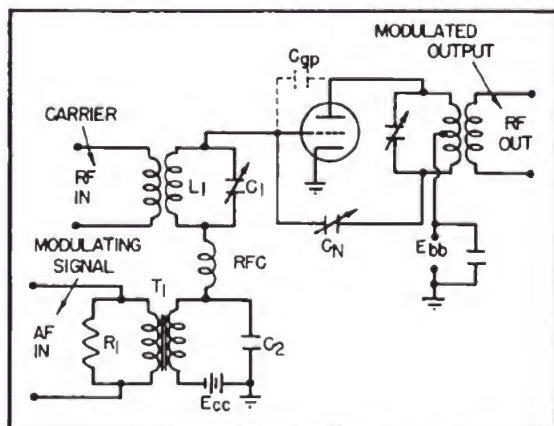 MODULATED
OUTPUT
Cgp
CARRIER
RF
IN
L1
C1
RF
OUT
CN
Ebb
RFC
MODULATING
SIGNAL
T1
AF
IN
R1
C2
Ecc